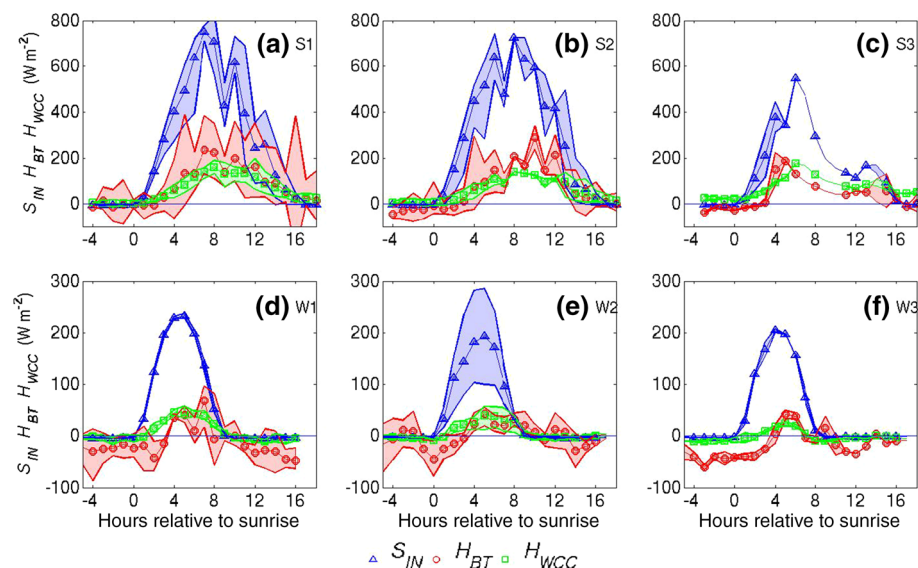 (a) S1
(b) S2
(c) S3
S_IN H_BT H_WCC (W m⁻²)
800
600
400
200
0
-4 0 4 8 12 16
800
600
400
200
0
-4 0 4 8 12 16
800
600
400
200
0
-4 0 4 8 12 16
(d) W1
(e) W2
(f) W3
S_IN H_BT H_WCC (W m⁻²)
300
200
100
0
-100
-4 0 4 8 12 16
300
200
100
0
-100
-4 0 4 8 12 16
300
200
100
0
-100
-4 0 4 8 12 16
Hours relative to sunrise
Hours relative to sunrise
Hours relative to sunrise
S_IN H_BT H_WCC